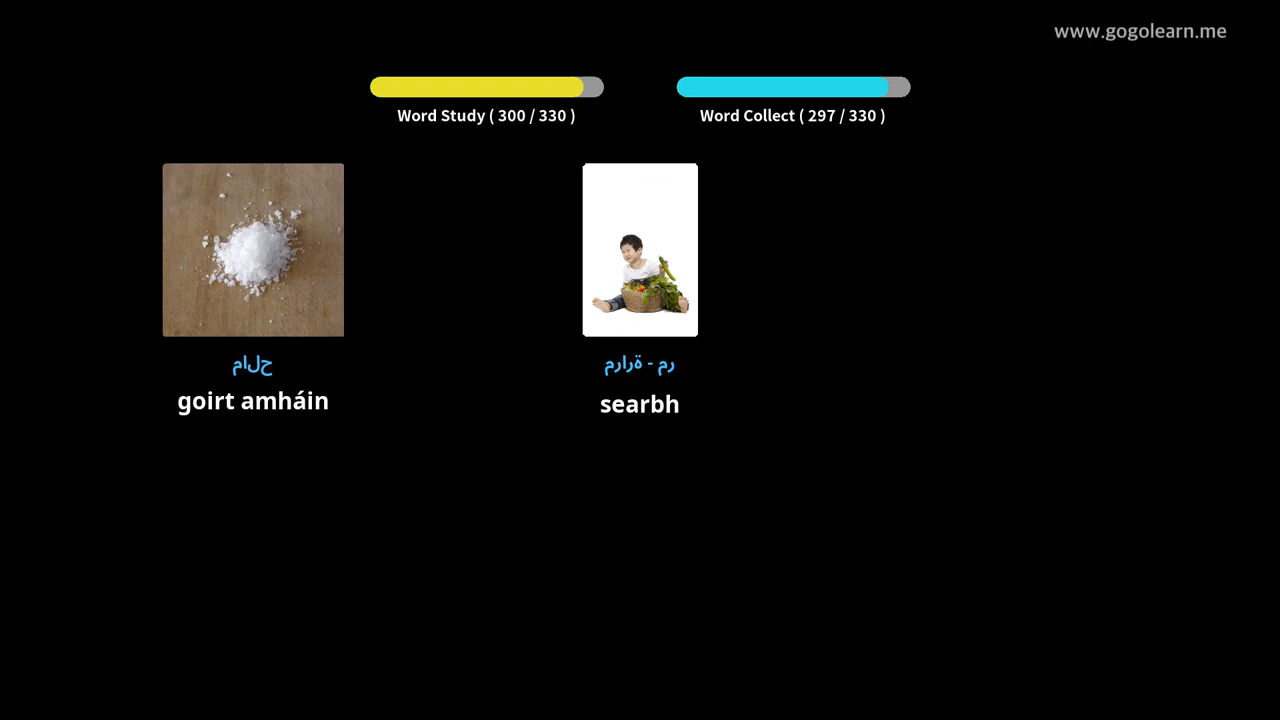 www.gogolearn.me
Word Study ( 300 / 330 )
Word Collect ( 297 / 330 )
حلام
رم - ةرارم
goirt amháin
searbh